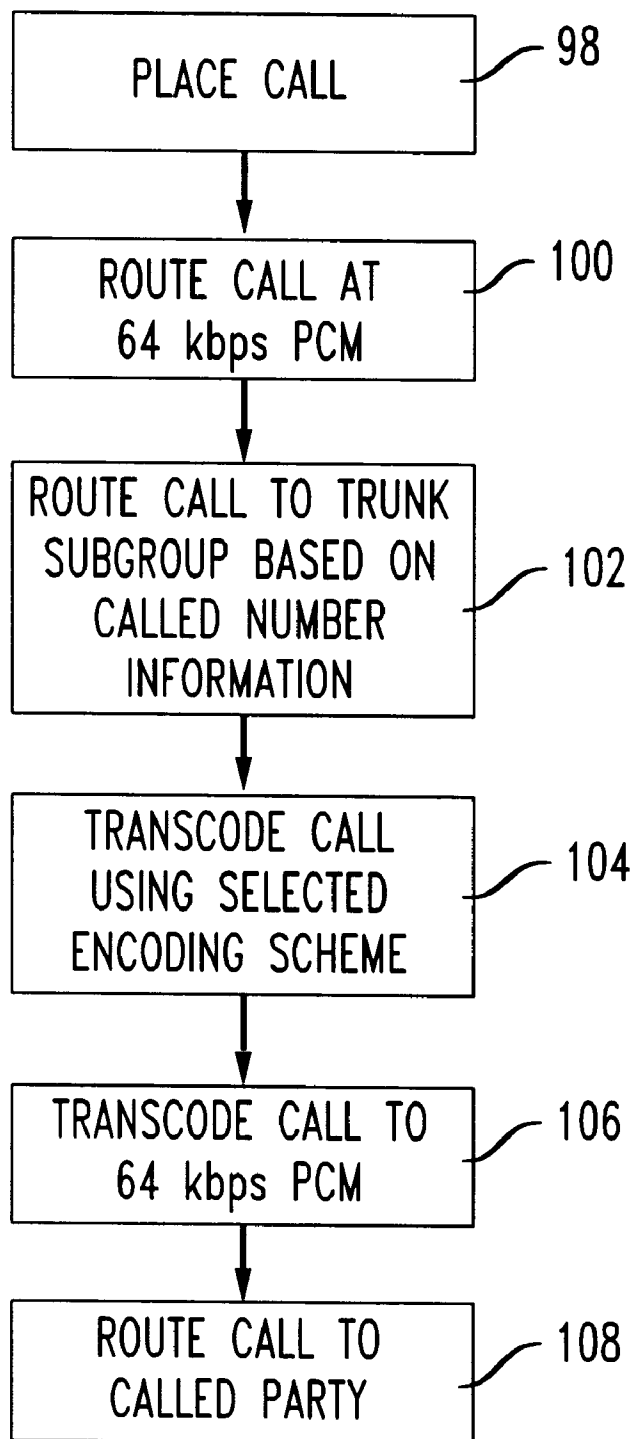 PLACE CALL
98
ROUTE CALL AT
64 kbps PCM
100
ROUTE CALL TO TRUNK
SUBGROUP BASED ON
CALLED NUMBER
INFORMATION
102
TRANSCODE CALL
USING SELECTED
ENCODING SCHEME
104
TRANSCODE CALL TO
64 kbps PCM
106
ROUTE CALL TO
CALLED PARTY
108